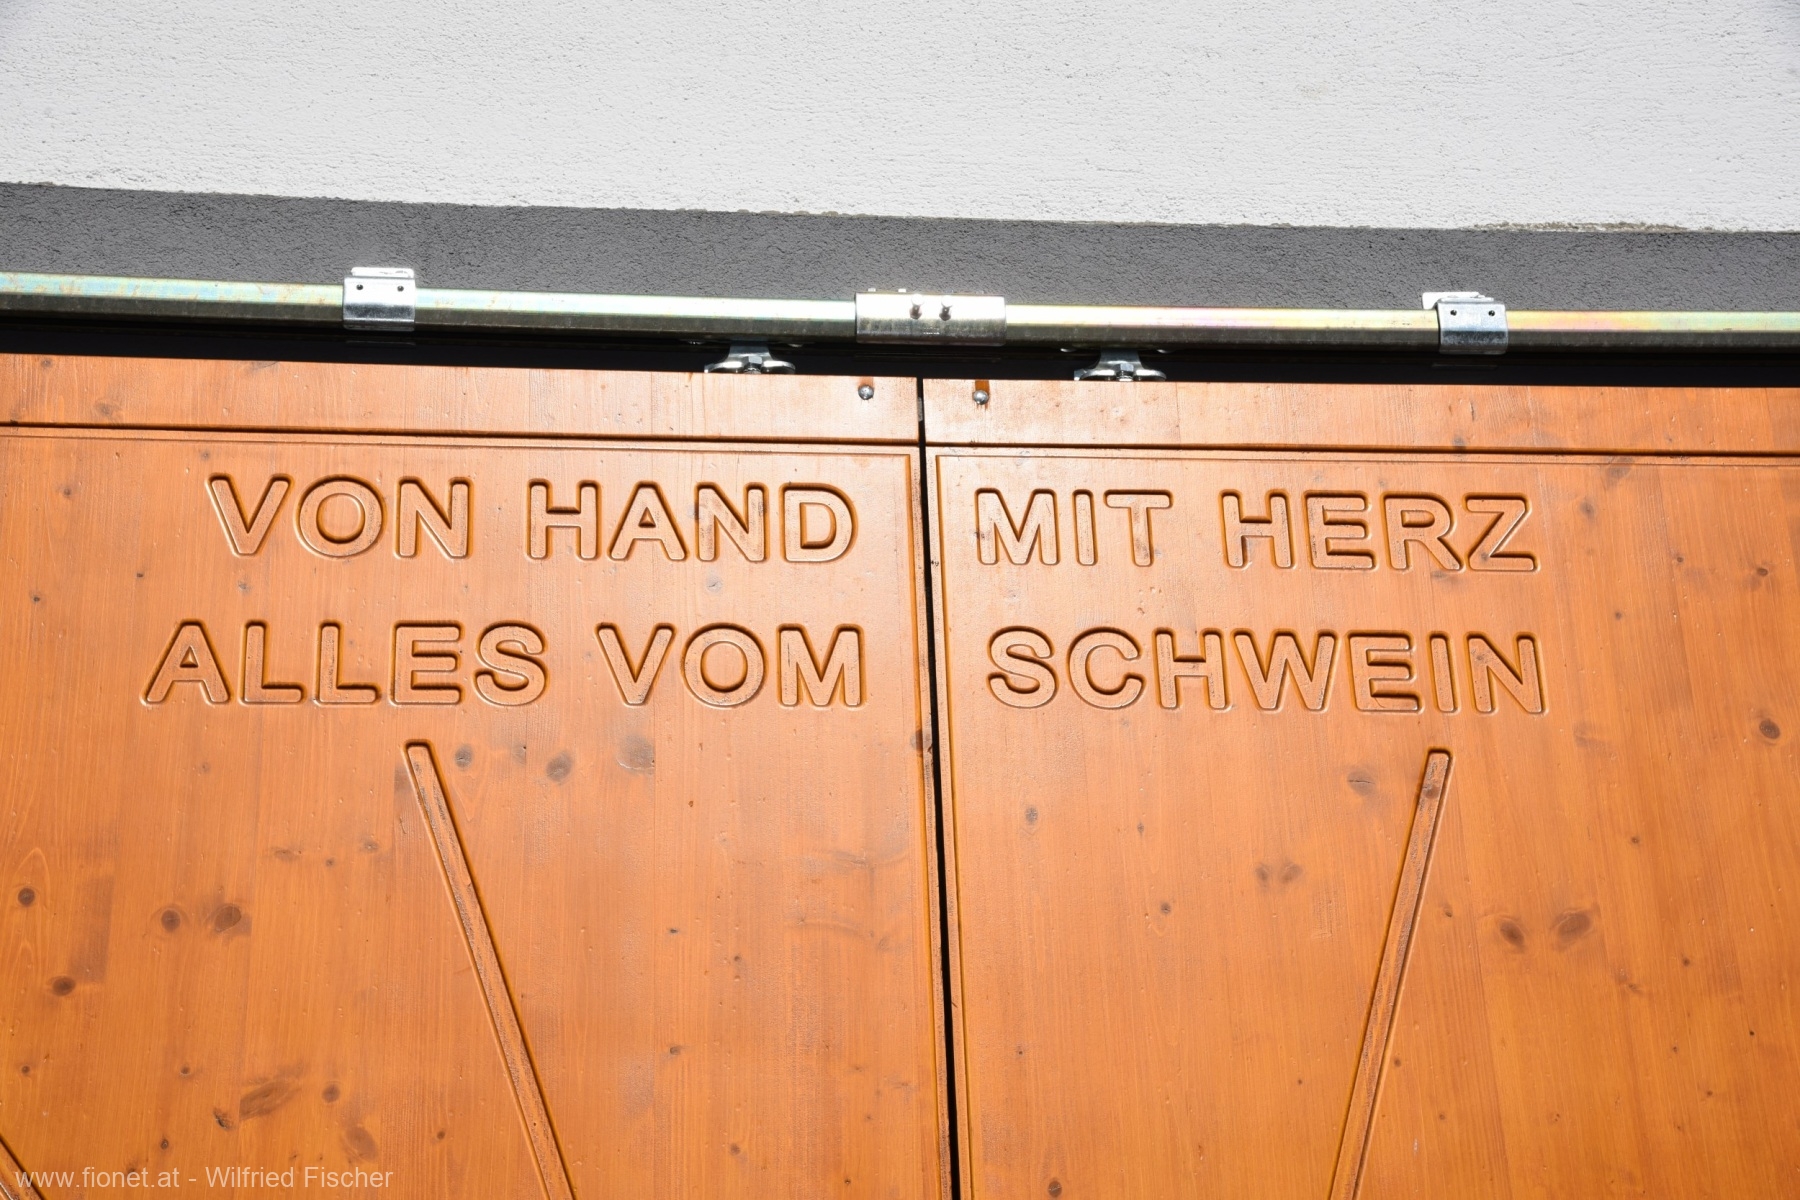 VON HAND MIT HERZ
ALLES VOM SCHWEIN
www.fionet.at - Wilfried Fischer